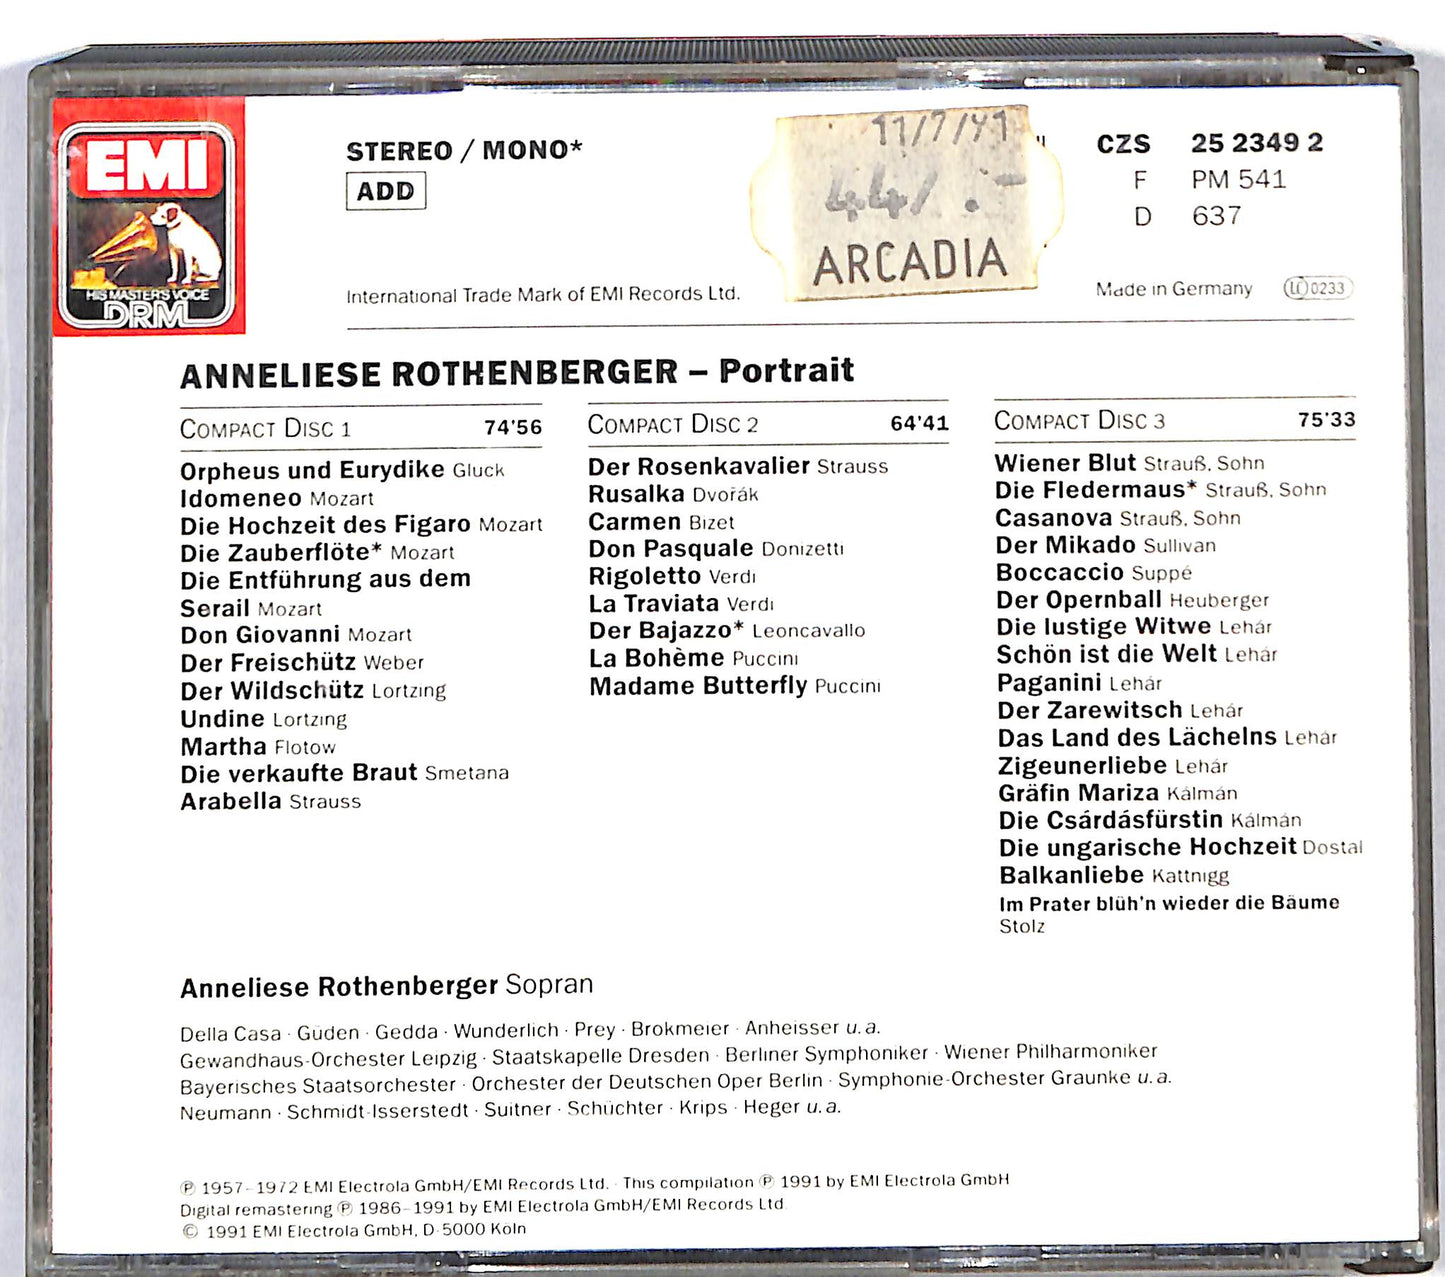 EMI
HIS MASTER'S VOICE
DRM
STEREO / MONO*
ADD
International Trade Mark of EMI Records Ltd.
ARCADIA
CZS 25 2349 2
F PM 541
D 637
Made in Germany LC 0233
ANNELIESE ROTHENBERGER – Portrait
COMPACT DISC 1 74'56
Orpheus und Eurydike Gluck
Idomeneo Mozart
Die Hochzeit des Figaro Mozart
Die Zauberflöte* Mozart
Die Entführung aus dem
Serail Mozart
Don Giovanni Mozart
Der Freischütz Weber
Der Wildschütz Lortzing
Undine Lortzing
Martha Flotow
Die verkaufte Braut Smetana
Arabella Strauss
COMPACT DISC 2 64'41
Der Rosenkavalier Strauss
Rusalka Dvořák
Carmen Bizet
Don Pasquale Donizetti
Rigoletto Verdi
La Traviata Verdi
Der Bajazzo* Leoncavallo
La Bohème Puccini
Madame Butterfly Puccini
COMPACT DISC 3 75'33
Wiener Blut Strauß, Sohn
Die Fledermaus* Strauß, Sohn
Casanova Strauß, Sohn
Der Mikado Sullivan
Boccaccio Suppé
Der Opernball Heuberger
Die lustige Witwe Lehár
Schön ist die Welt Lehár
Paganini Lehár
Der Zarewitsch Lehár
Das Land des Lächelns Lehár
Zigeunerliebe Lehár
Gräfin Mariza Kálmán
Die Csárdásfürstin Kálmán
Die ungarische Hochzeit Dostal
Balkanliebe Kattnigg
Im Prater blüh'n wieder die Bäume
Stolz
Anneliese Rothenberger Sopran
Della Casa · Güden · Gedda · Wunderlich · Prey · Brokmeier · Anheisser u. a.
Gewandhaus-Orchester Leipzig · Staatskapelle Dresden · Berliner Symphoniker · Wiener Philharmoniker
Bayerisches Staatsorchester · Orchester der Deutschen Oper Berlin · Symphonie-Orchester Graunke u. a.
Neumann · Schmidt-Isserstedt · Suitner · Schüchter · Krips · Heger u. a.
℗ 1957-1972 EMI Electrola GmbH/EMI Records Ltd. · This compilation ℗ 1991 by EMI Electrola GmbH
Digital remastering ℗ 1986-1991 by EMI Electrola GmbH/EMI Records Ltd.
© 1991 EMI Electrola GmbH, D-5000 Köln